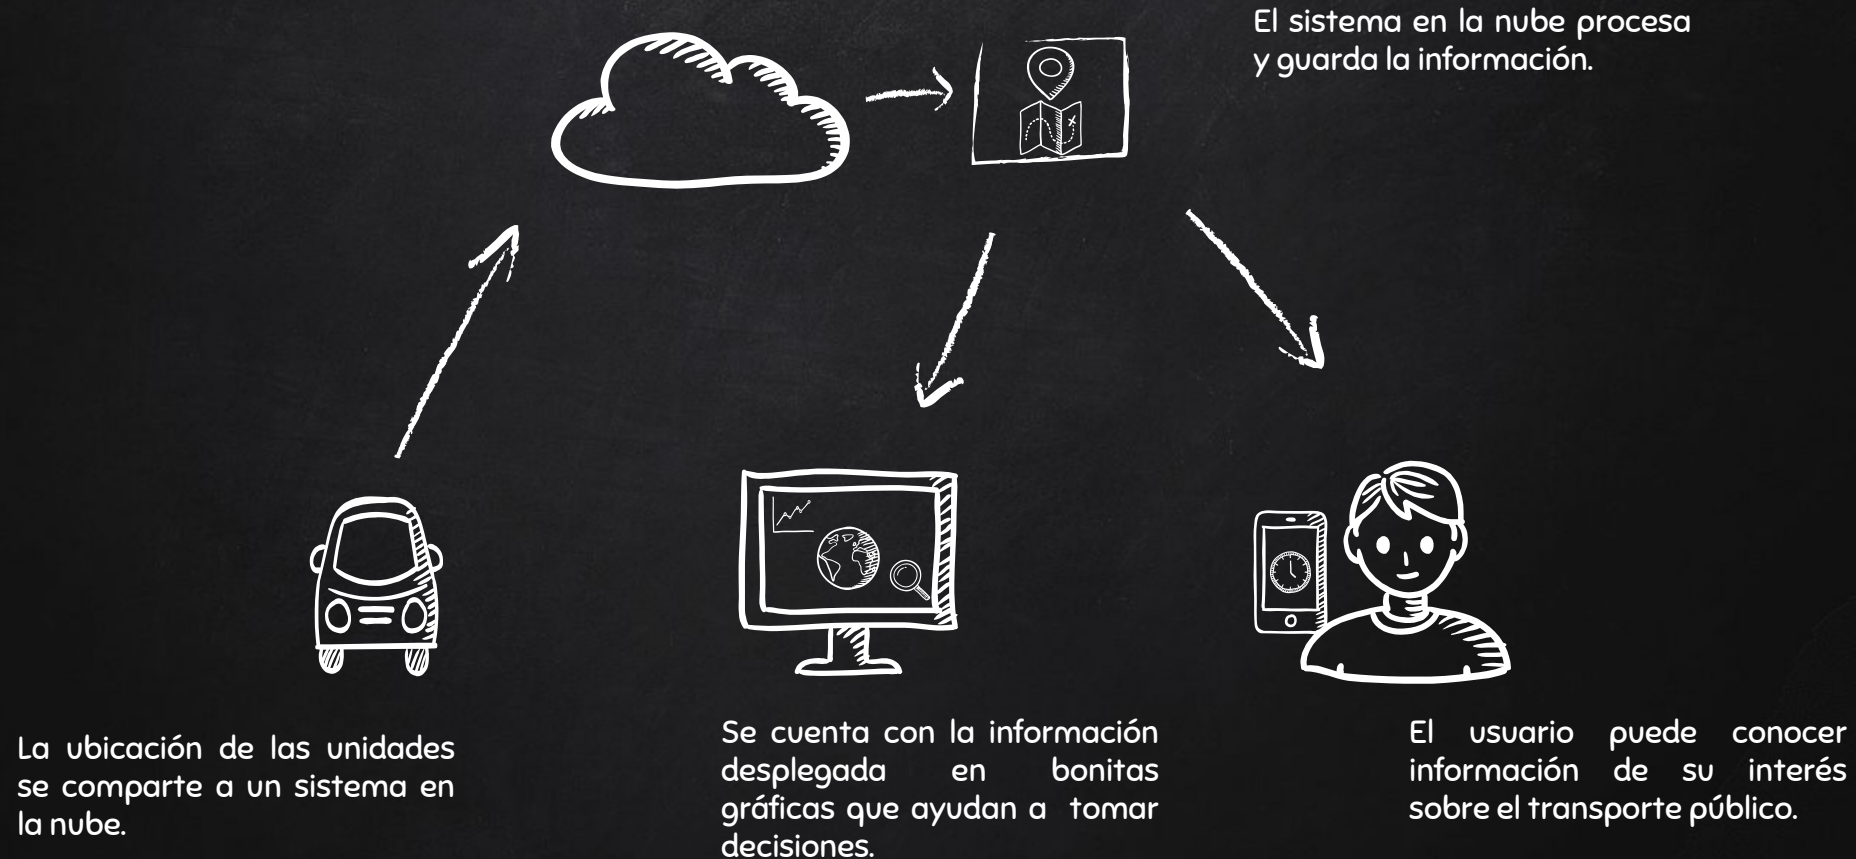 El sistema en la nube procesa
y guarda la información.
La ubicación de las unidades
se comparte a un sistema en
la nube.
Se cuenta con la información
desplegada en bonitas
gráficas que ayudan a tomar
decisiones.
El usuario puede conocer
información de su interés
sobre el transporte público.